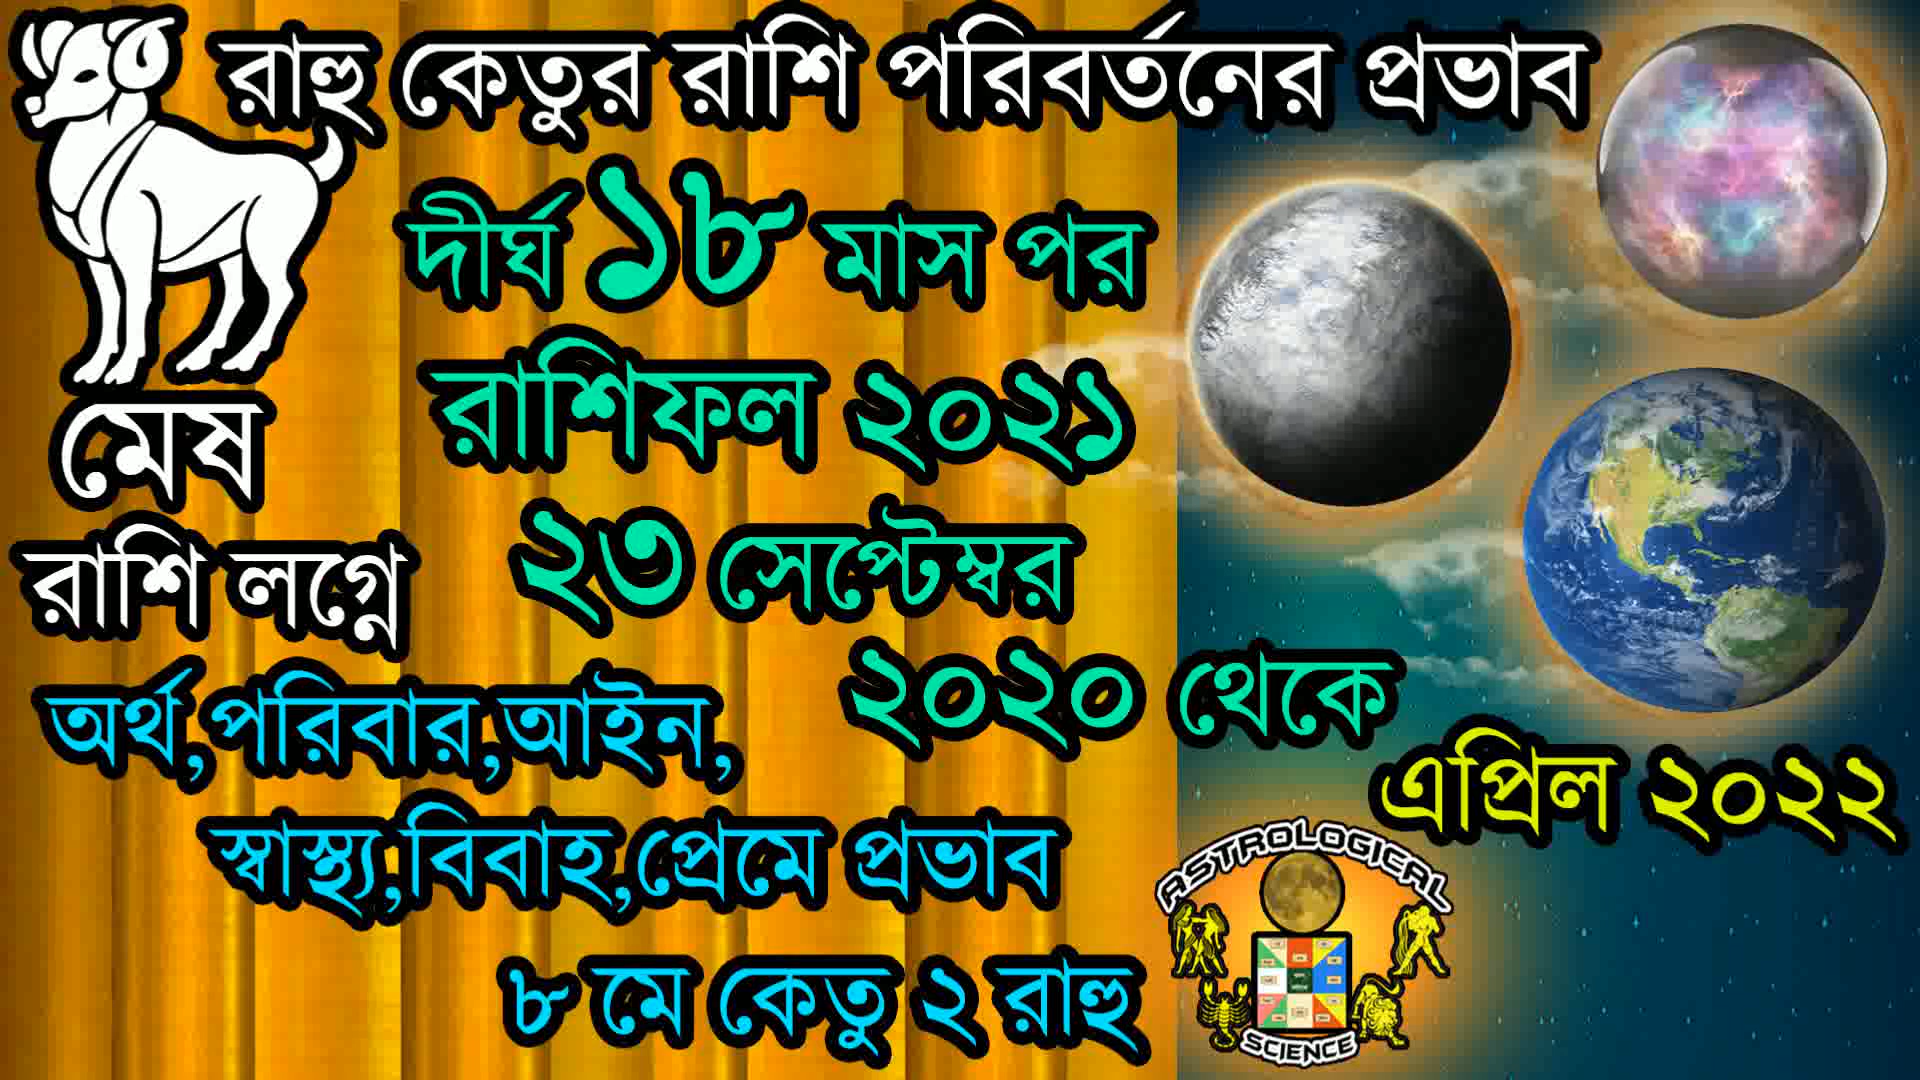 রাহু কেতুর রাশি পরিবর্তনের প্রভাব
দীর্ঘ ১৮ মাস পর
রাশিফল ২০২১
মেষ
রাশি লগ্নে
২৩ সেপ্টেম্বর
২০২০ থেকে
এপ্রিল ২০২২
অর্থ,পরিবার,আইন,
স্বাস্থ্য,বিবাহ,প্রেমে প্রভাব
৮ মে কেতু ২ রাহু
ASTROLOGICAL
SCIENCE